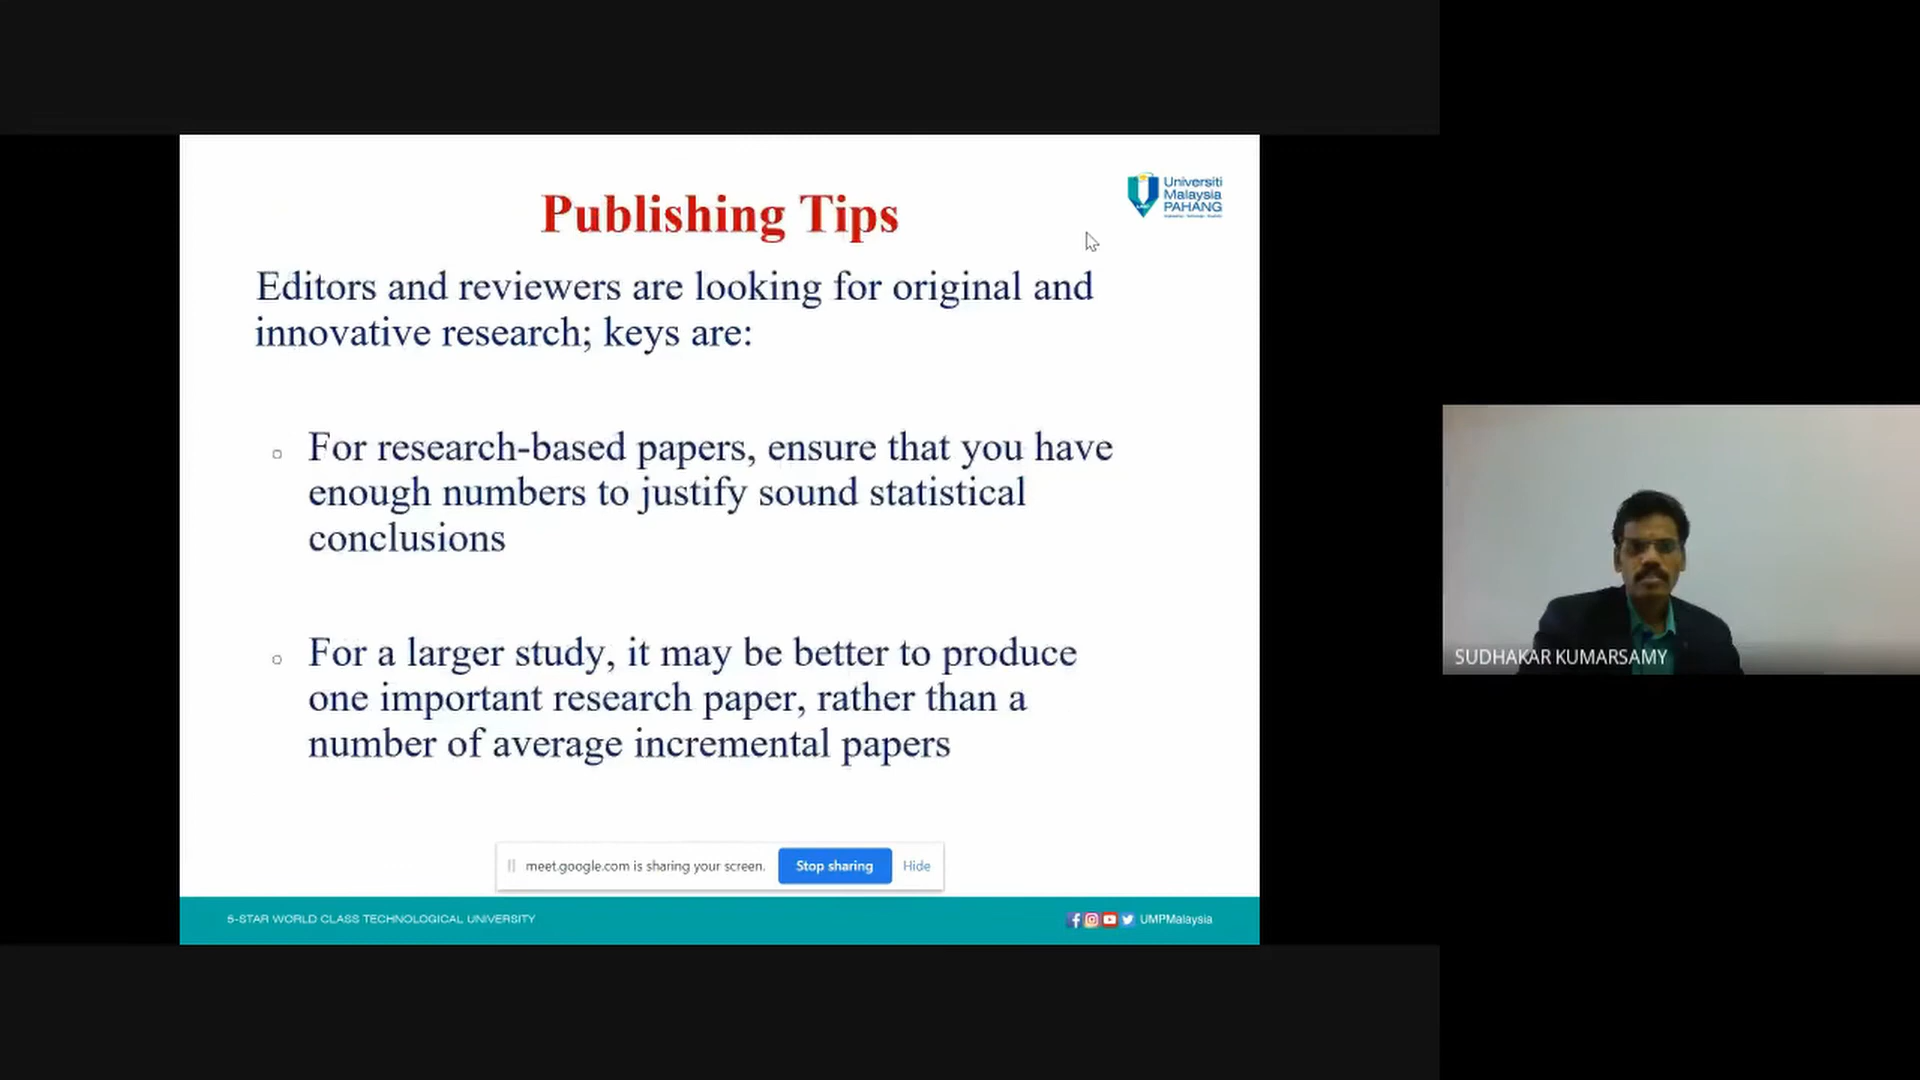 Universiti
Malaysia
PAHANG
Publishing Tips
Editors and reviewers are looking for original and
innovative research; keys are:
For research-based papers, ensure that you have
enough numbers to justify sound statistical
conclusions
For a larger study, it may be better to produce
one important research paper, rather than a
number of average incremental papers
meet.google.com is sharing your screen.
Stop sharing
Hide
5-STAR WORLD CLASS TECHNOLOGICAL UNIVERSITY
UMPMalaysia
SUDHAKAR KUMARSAMY